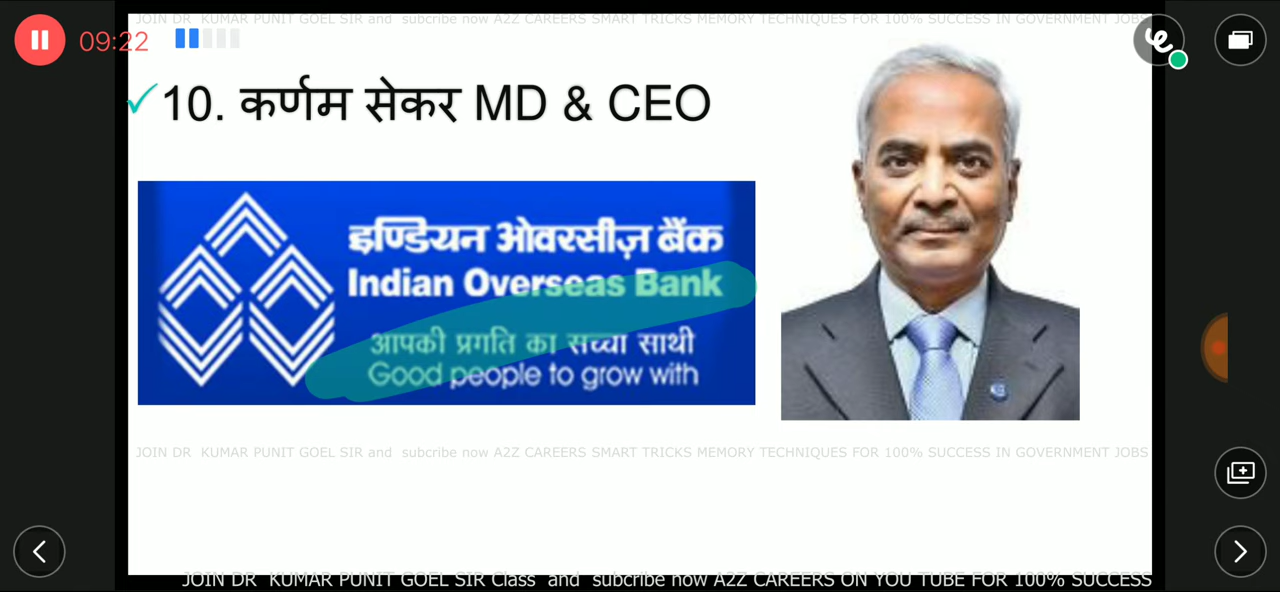 JOIN DR KUMAR PUNIT GOEL SIR and subcribe now A2Z CAREERS SMART TRICKS MEMORY TECHNIQUES FOR 100% SUCCESS IN GOVERNMENT JOBS
09:22
10. कर्णम सेकर MD & CEO
इण्डियन ओवरसीज़ बैंक
Indian Overseas Bank
आपकी प्रगति का सच्चा साथी
Good people to grow with
JOIN DR KUMAR PUNIT GOEL SIR and subcribe now A2Z CAREERS SMART TRICKS MEMORY TECHNIQUES FOR 100% SUCCESS IN GOVERNMENT JOBS
JOIN DR KUMAR PUNIT GOEL SIR Class and subcribe now A2Z CAREERS ON YOU TUBE FOR 100% SUCCESS